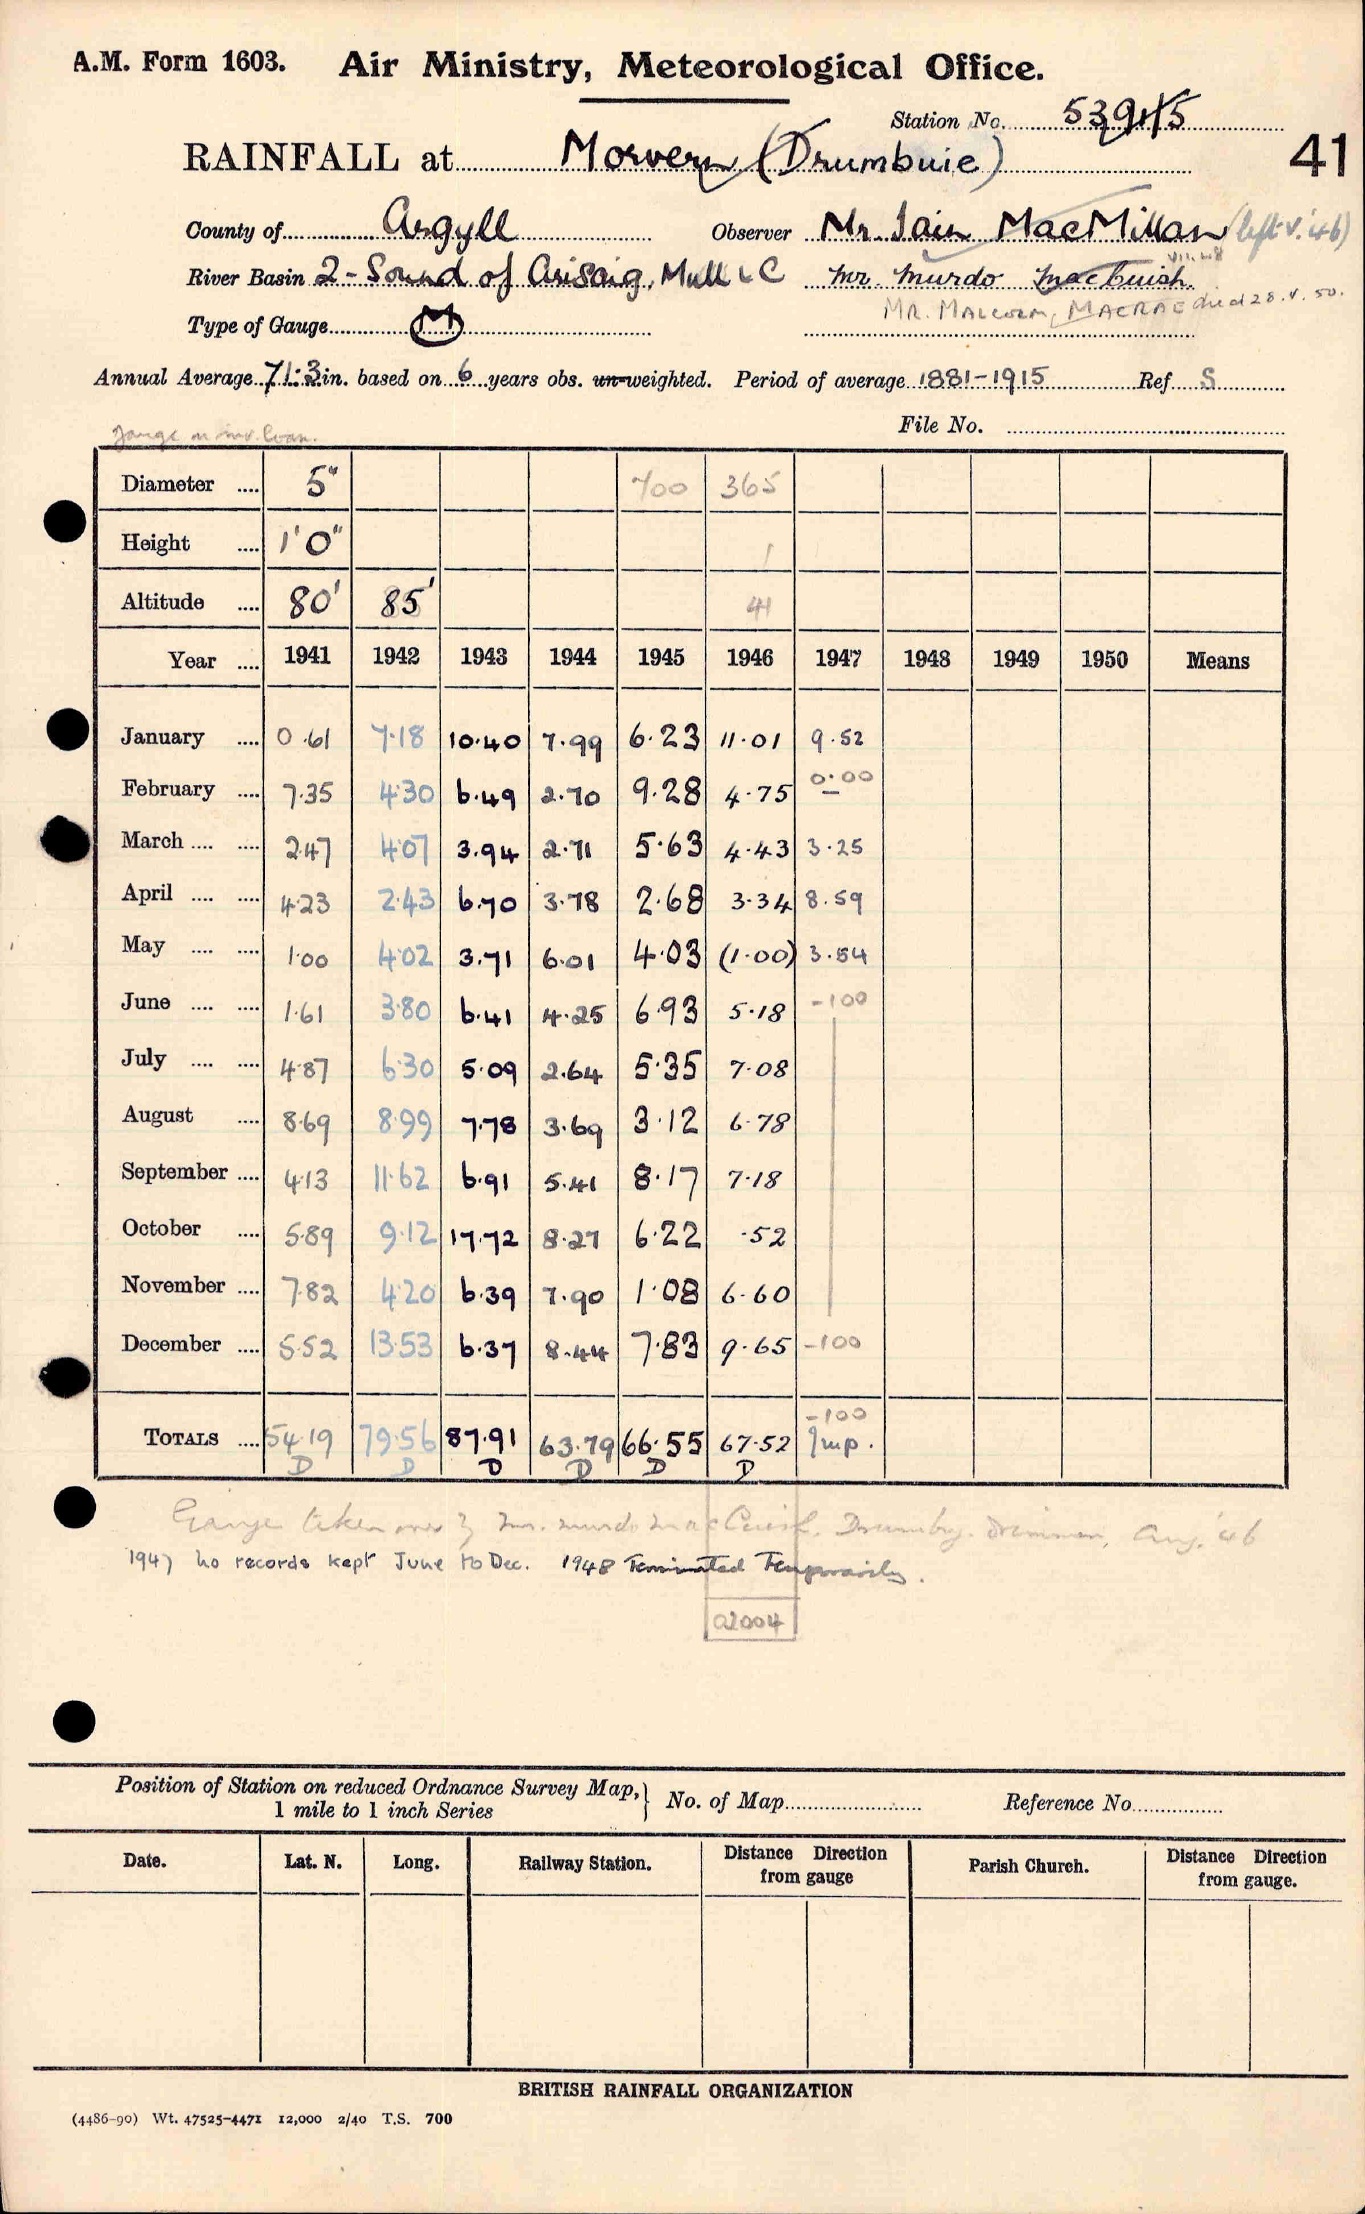 A.M. Form 1603. Air Ministry, Meteorological Office.
Station No. 5391/5
41
RAINFALL at Morvern (Drumbuie)
County of Argyll Observer Mr. Iain MacMillan (left V.'46)
VII.48
River Basin 2 - Sound of Arisaig, Mull & C Mr. Murdo MacCuish.
MR. MALCOLM, MACRAE died 28.V.50.
Type of Gauge M
Annual Average 71.3 in. based on 6 years obs. un-weighted. Period of average 1881-1915 Ref S
File No.
Gauge on Loan.
Diameter .... 5" 700 365
Height .... 1'0" 1
Altitude .... 80' 85' 41
Year .... 1941 1942 1943 1944 1945 1946 1947 1948 1949 1950 Means
January .... 0.61 7.18 10.40 7.99 6.23 11.01 9.52
February .... 7.35 4.30 6.49 2.70 9.28 4.75 0.00
March .... .... 2.47 4.07 3.94 2.71 5.63 4.43 3.25
April .... .... 4.23 2.43 6.70 3.78 2.68 3.34 8.59
May .... .... 1.00 4.02 3.71 6.01 4.03 (1.00) 3.54
June .... .... 1.61 3.80 6.41 4.25 6.93 5.18 -100
July .... .... 4.87 6.30 5.09 2.64 5.35 7.08
August .... 8.69 8.99 7.78 3.69 3.12 6.78
September .... 4.13 11.62 6.91 5.41 8.17 7.18
October .... 5.89 9.12 17.72 8.27 6.22 .52
November .... 7.82 4.20 6.39 7.90 1.08 6.60
December .... 5.52 13.53 6.37 8.44 7.83 9.65 -100
-100
TOTALS .... 54.19 79.56 87.91 63.79 66.55 67.52 Imp.
D D D D D D
Gauge taken over by Mr. Murdo MacCuish, Drumbuy, Drimnin, Aug. '46
1947 no records kept June to Dec. 1948 Terminated Temporarily.
a2004
Position of Station on reduced Ordnance Survey Map, 1 mile to 1 inch Series } No. of Map Reference No.
Date. Lat. N. Long. Railway Station. Distance Direction from gauge Parish Church. Distance Direction from gauge.
BRITISH RAINFALL ORGANIZATION
(4486-90) Wt. 47525-4471 12,000 2/40 T.S. 700